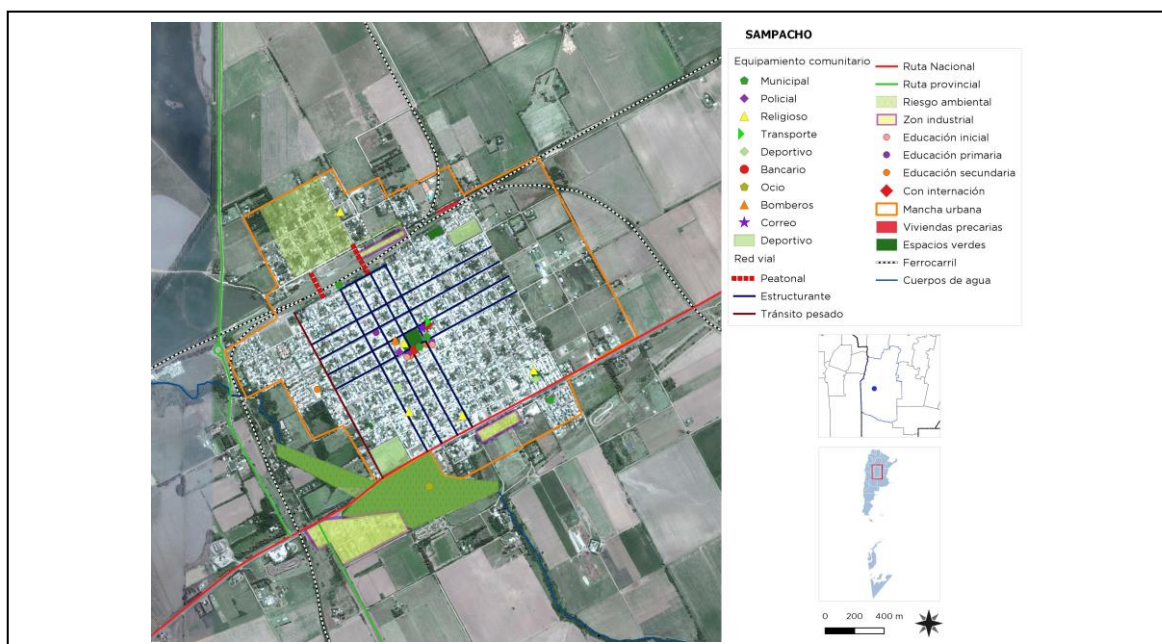 SAMPACHO
Equipamiento comunitario
Municipal
Policial
Religioso
Transporte
Deportivo
Bancario
Ocio
Bomberos
Correo
Deportivo
Red vial
Peatonal
Estructurante
Tránsito pesado
Ruta Nacional
Ruta provincial
Riesgo ambiental
Zon industrial
Educación inicial
Educación primaria
Educación secundaria
Con internación
Mancha urbana
Viviendas precarias
Espacios verdes
Ferrocarril
Cuerpos de agua
0 200 400 m